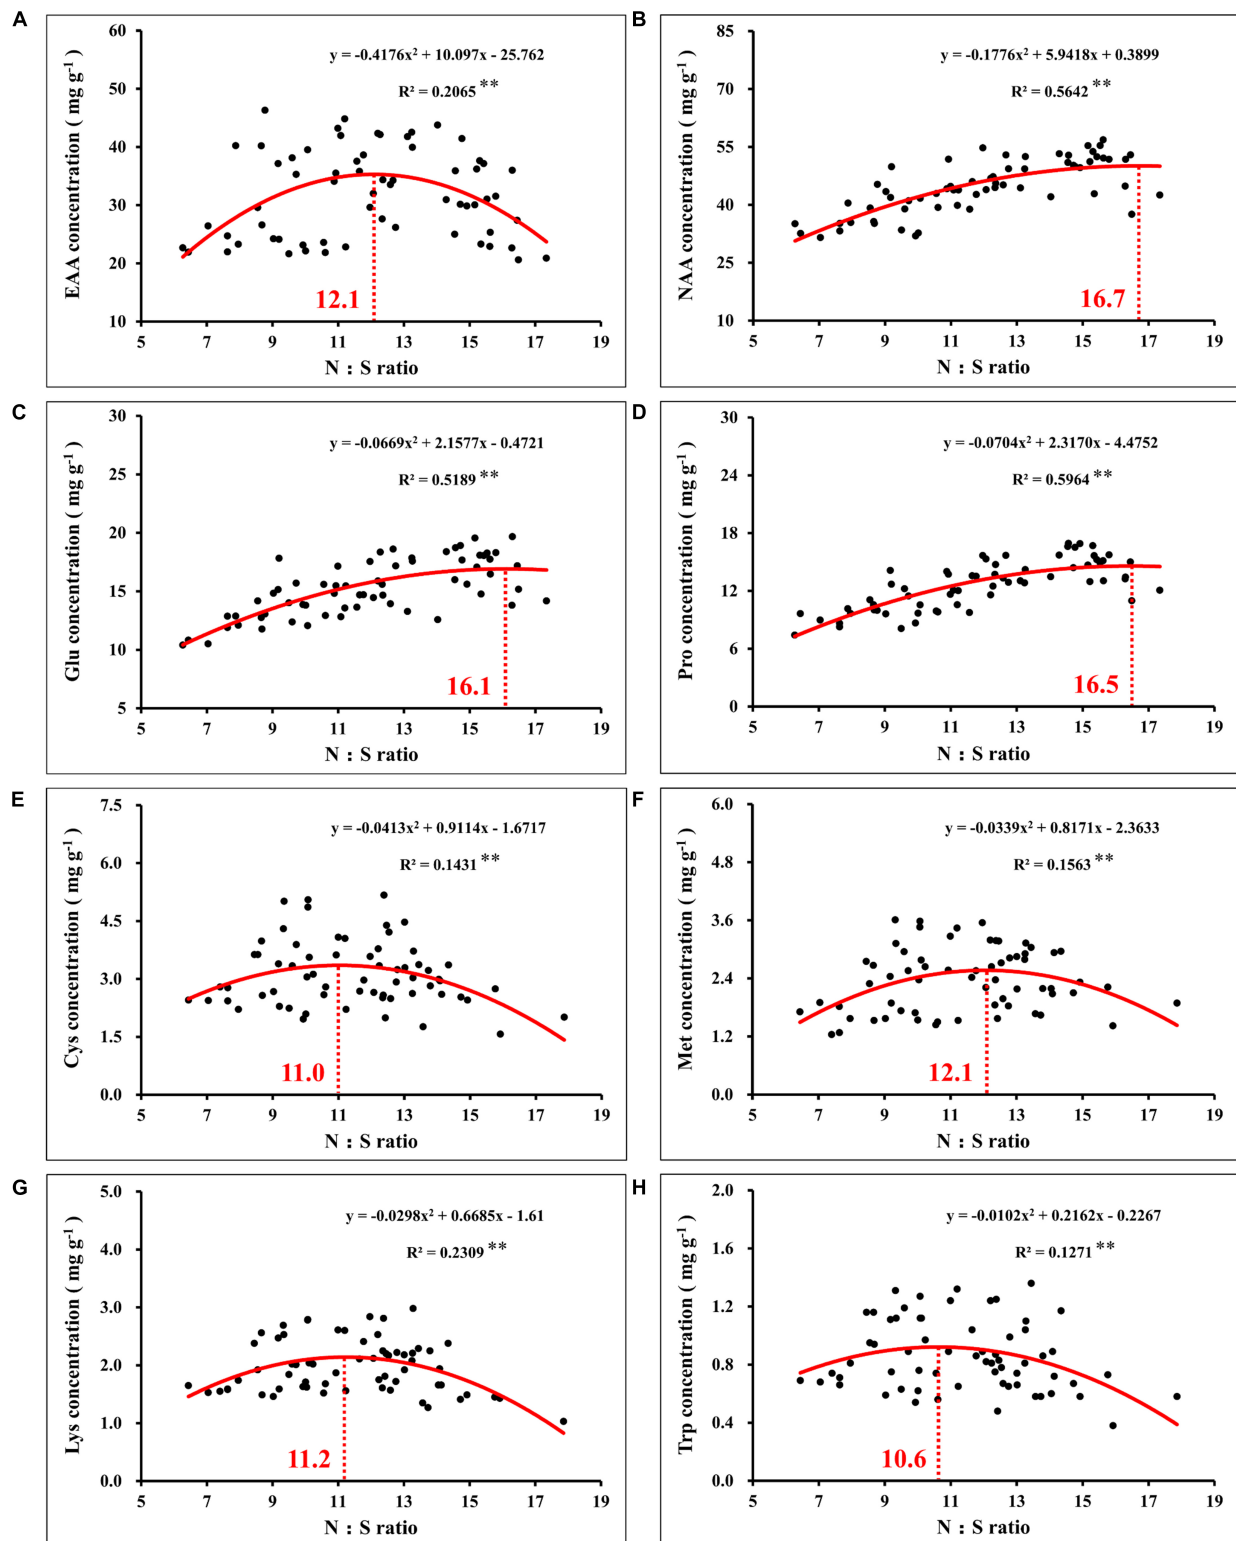 A
60
50
40
30
20
10
EAA concentration ( mg g⁻¹ )
y = -0.4176x² + 10.097x - 25.762
R² = 0.2065 **
12.1
5 7 9 11 13 15 17 19
N : S ratio
B
85
70
55
40
25
10
NAA concentration ( mg g⁻¹ )
y = -0.1776x² + 5.9418x + 0.3899
R² = 0.5642 **
16.7
5 7 9 11 13 15 17 19
N : S ratio
C
30
25
20
15
10
5
Glu concentration ( mg g⁻¹ )
y = -0.0669x² + 2.1577x - 0.4721
R² = 0.5189 **
16.1
5 7 9 11 13 15 17 19
N : S ratio
D
30
24
18
12
6
0
Pro concentration ( mg g⁻¹ )
y = -0.0704x² + 2.3170x - 4.4752
R² = 0.5964 **
16.5
5 7 9 11 13 15 17 19
N : S ratio
E
7.5
6.0
4.5
3.0
1.5
0.0
Cys concentration ( mg g⁻¹ )
y = -0.0413x² + 0.9114x - 1.6717
R² = 0.1431 **
11.0
5 7 9 11 13 15 17 19
N : S ratio
F
6.0
4.8
3.6
2.4
1.2
0.0
Met concentration ( mg g⁻¹ )
y = -0.0339x² + 0.8171x - 2.3633
R² = 0.1563 **
12.1
5 7 9 11 13 15 17 19
N : S ratio
G
5.0
4.0
3.0
2.0
1.0
0.0
Lys concentration ( mg g⁻¹ )
y = -0.0298x² + 0.6685x - 1.61
R² = 0.2309 **
11.2
5 7 9 11 13 15 17 19
N : S ratio
H
2.0
1.6
1.2
0.8
0.4
0.0
Trp concentration ( mg g⁻¹ )
y = -0.0102x² + 0.2162x - 0.2267
R² = 0.1271 **
10.6
5 7 9 11 13 15 17 19
N : S ratio